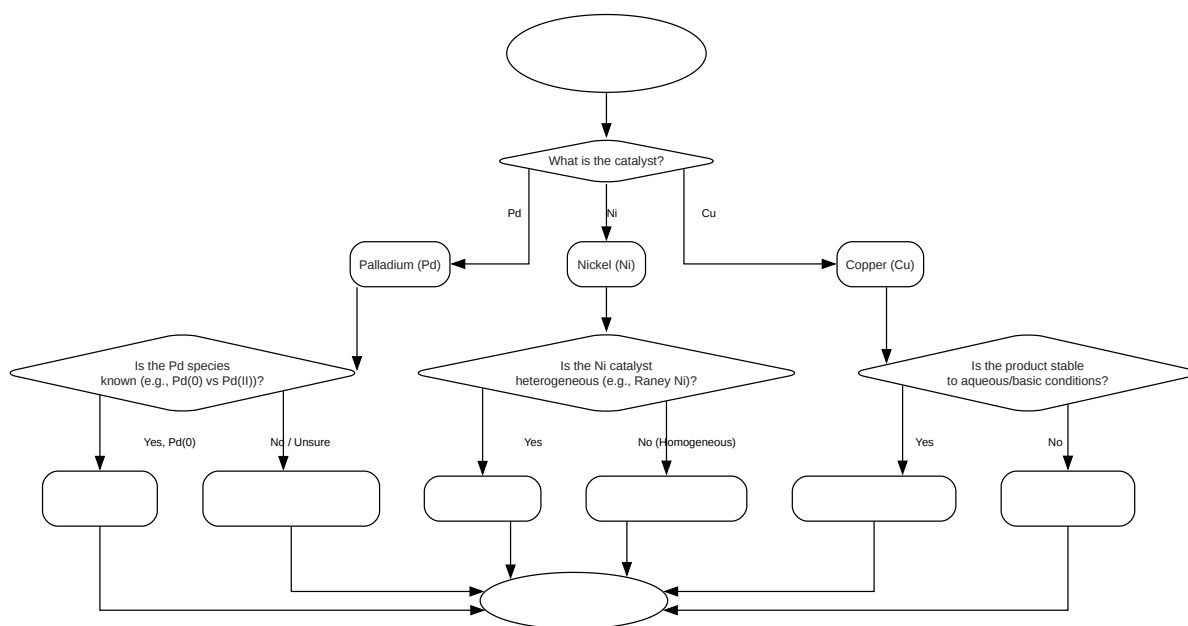 What is the catalyst?
Pd
Ni
Cu
Palladium (Pd)
Nickel (Ni)
Copper (Cu)
Is the Pd species
known (e.g., Pd(0) vs Pd(II))?
Is the Ni catalyst
heterogeneous (e.g., Raney Ni)?
Is the product stable
to aqueous/basic conditions?
Yes, Pd(0)
No / Unsure
Yes
No (Homogeneous)
Yes
No